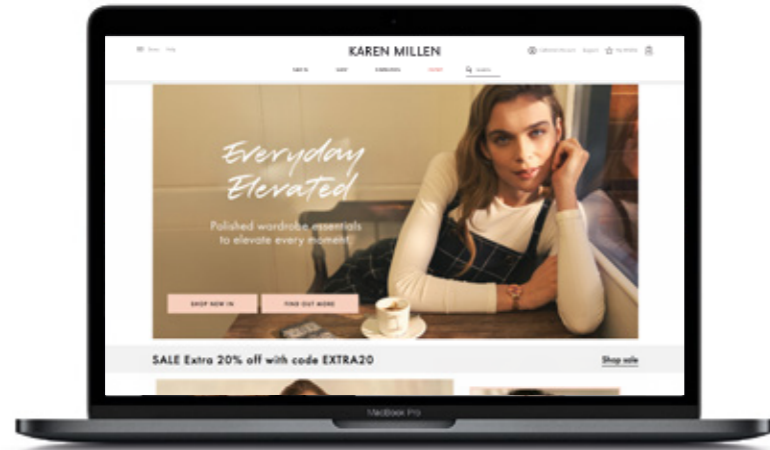 KAREN MILLEN
Everyday
Elevated
Polished wardrobe essentials
to elevate every moment.
SHOP NEW IN
FIND OUT MORE
SALE Extra 20% off with code EXTRA20
Shop sale
MacBook Pro